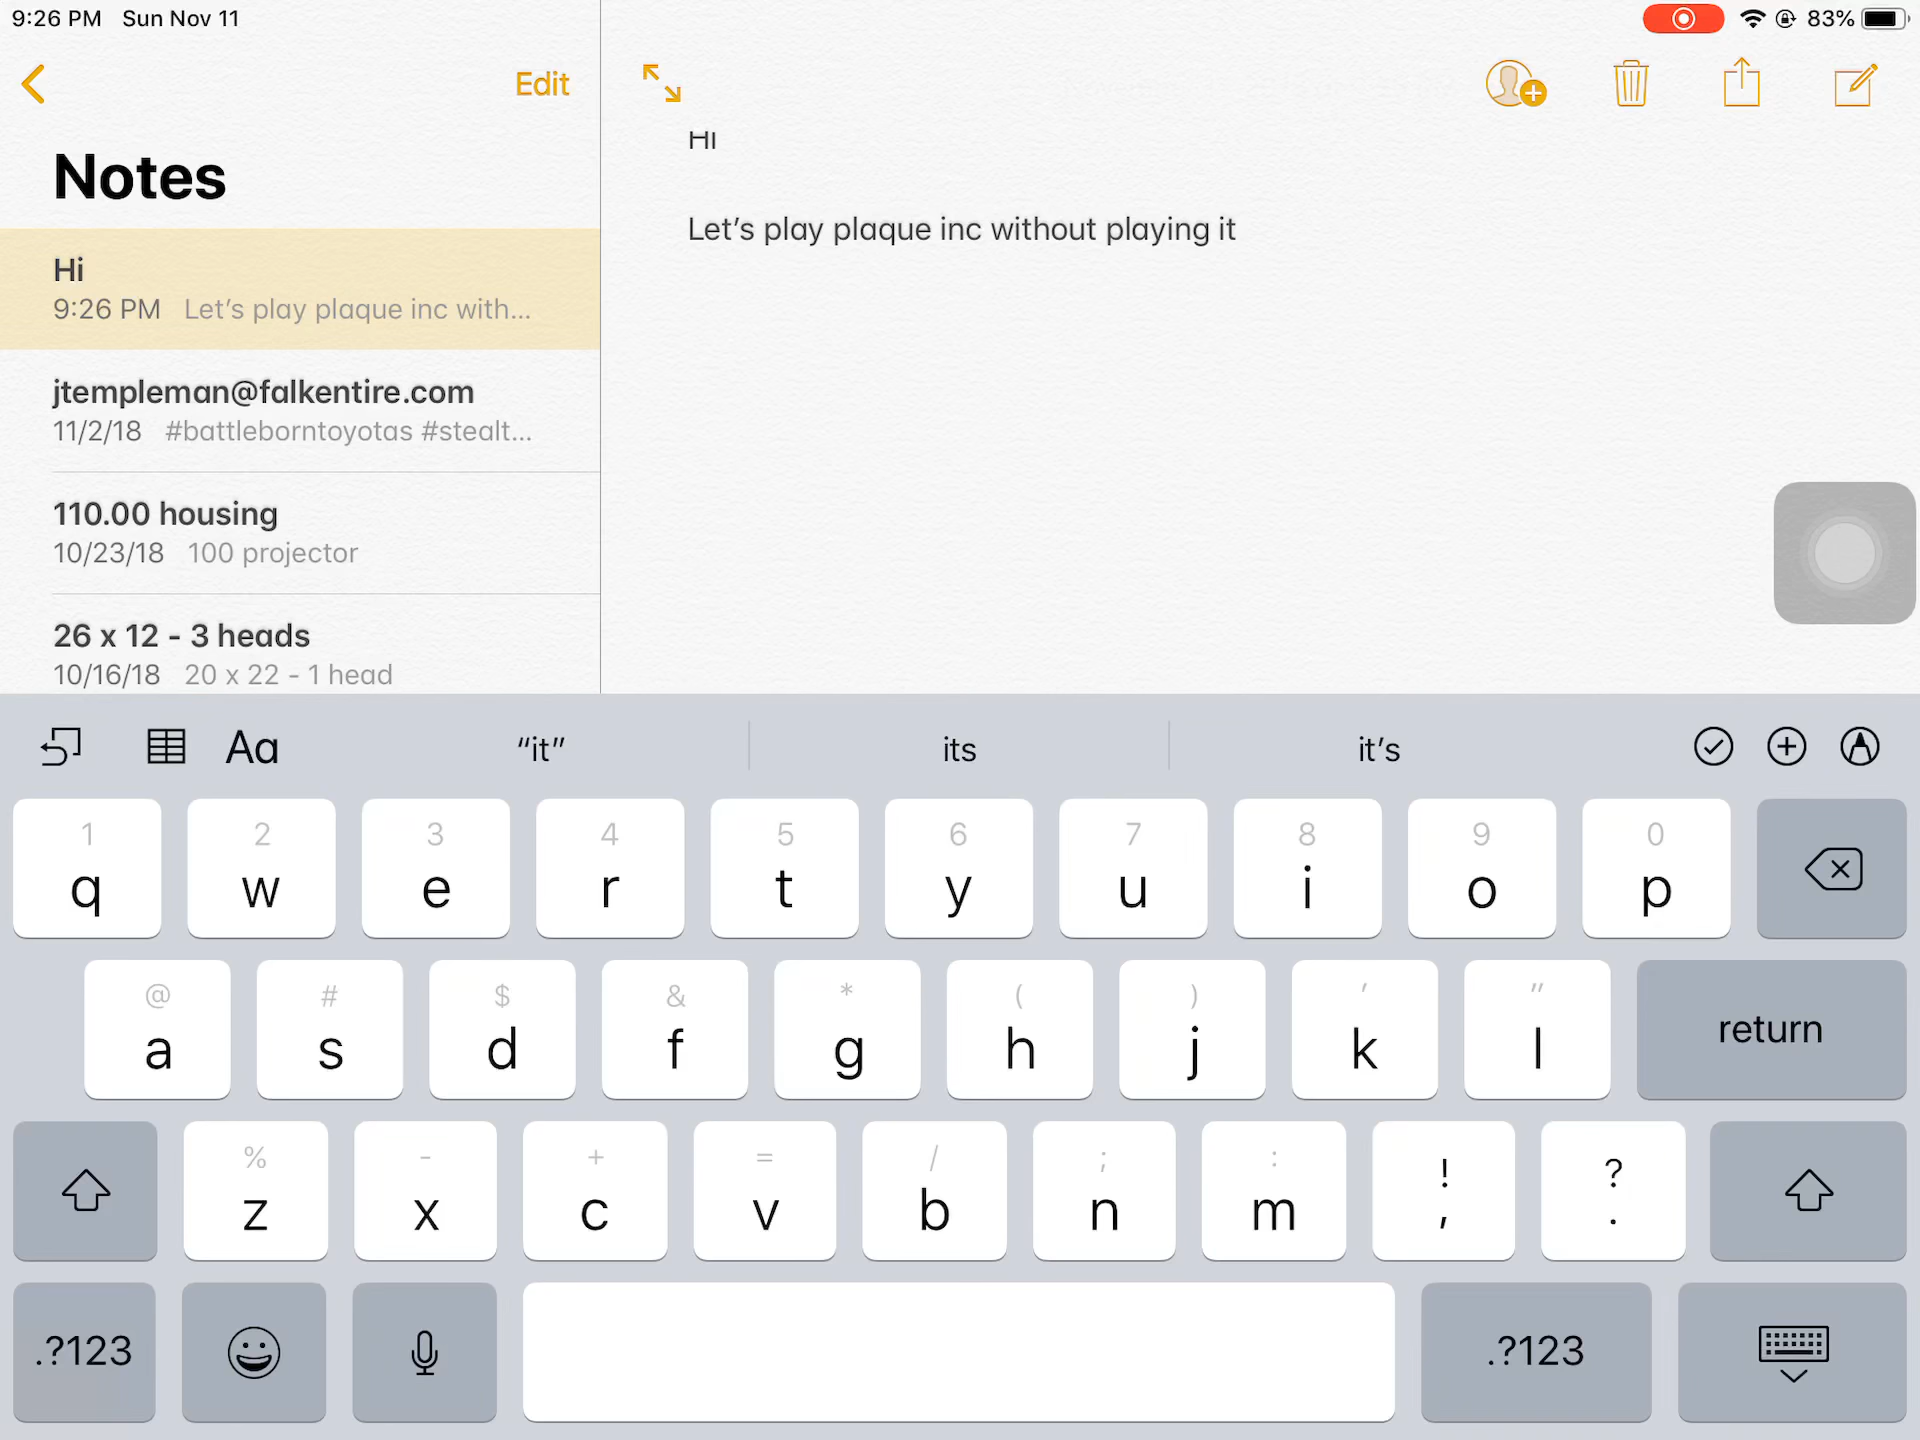 9:26 PM Sun Nov 11
83%
Edit
Notes
Hi
9:26 PM Let’s play plaque inc with...
jtempleman@falkentire.com
11/2/18 #battleborntoyotas #stealt...
110.00 housing
10/23/18 100 projector
26 x 12 - 3 heads
10/16/18 20 x 22 - 1 head
Hi
Let’s play plaque inc without playing it
Aa “it” its it’s
1 2 3 4 5 6 7 8 9 0
q w e r t y u i o p
@ # $ & * ( ) ' "
a s d f g h j k l return
% - + = / ; : ! ?
z x c v b n m , .
.?123 .?123